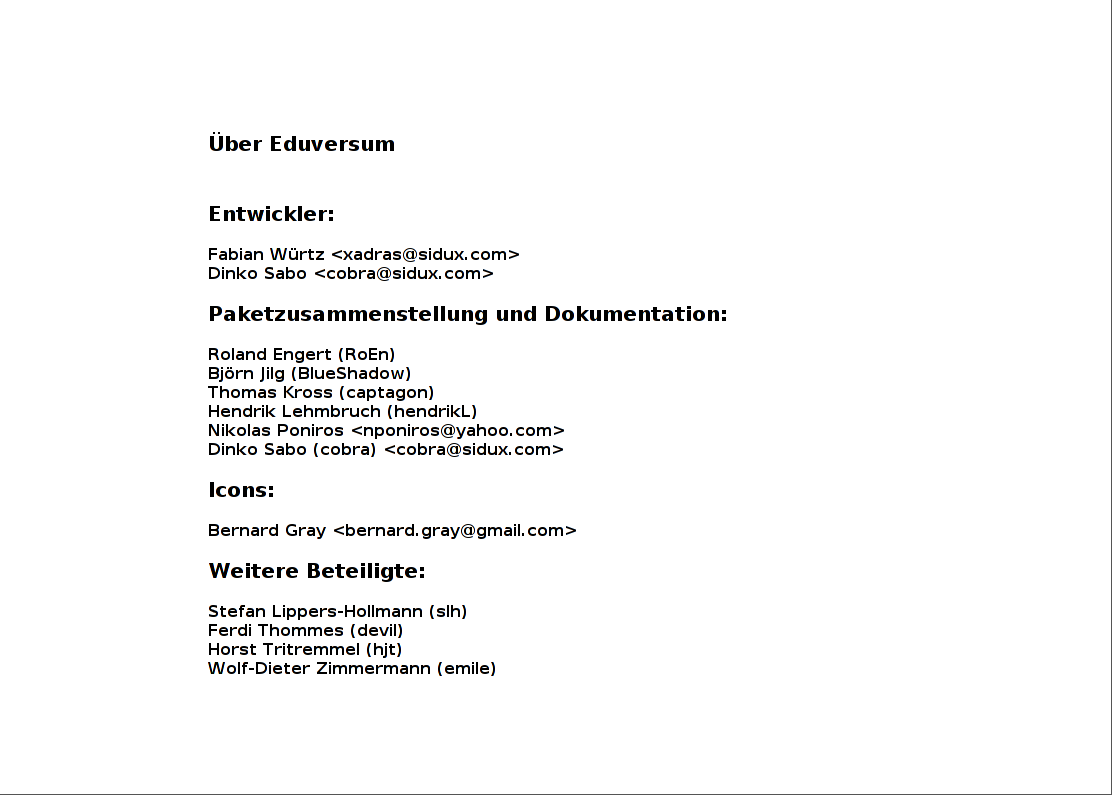 Über Eduversum
Entwickler:
Fabian Würtz <xadras@sidux.com>
Dinko Sabo <cobra@sidux.com>
Paketzusammenstellung und Dokumentation:
Roland Engert (RoEn)
Björn Jilg (BlueShadow)
Thomas Kross (captagon)
Hendrik Lehmbruch (hendrikL)
Nikolas Poniros <nponiros@yahoo.com>
Dinko Sabo (cobra) <cobra@sidux.com>
Icons:
Bernard Gray <bernard.gray@gmail.com>
Weitere Beteiligte:
Stefan Lippers-Hollmann (slh)
Ferdi Thommes (devil)
Horst Tritremmel (hjt)
Wolf-Dieter Zimmermann (emile)